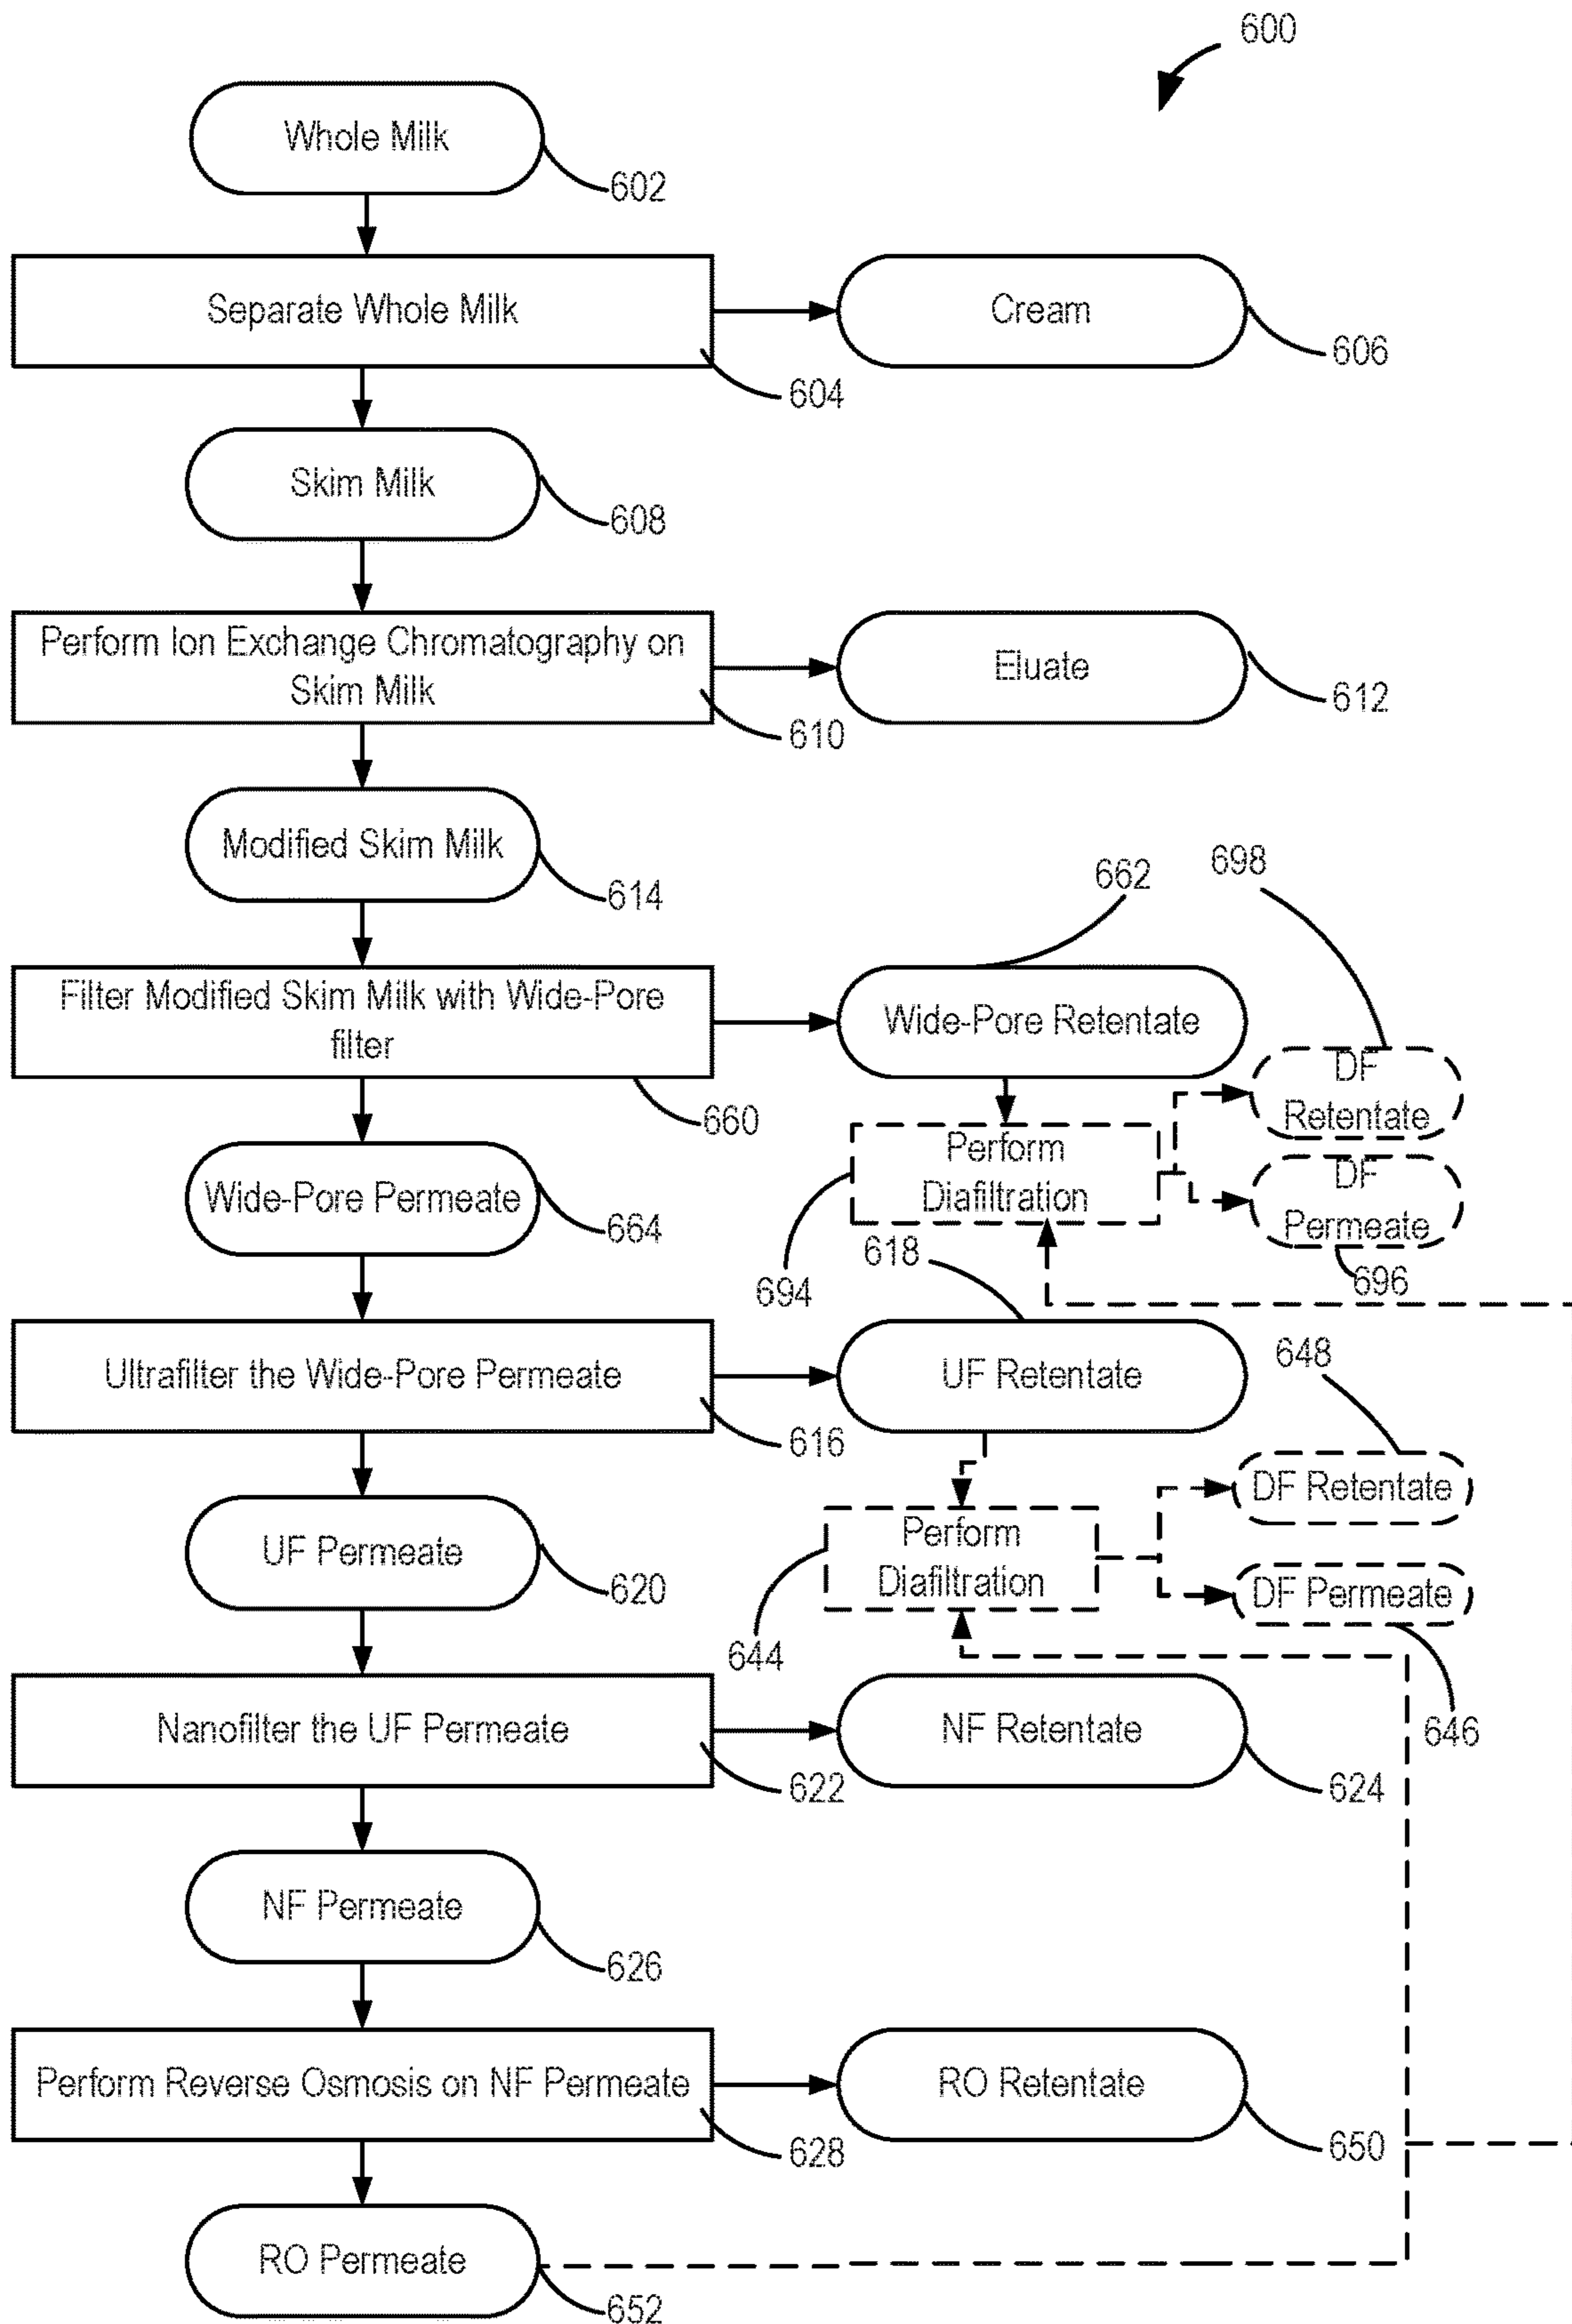 600
Whole Milk
602
Separate Whole Milk
Cream
606
604
Skim Milk
608
Perform Ion Exchange Chromatography on
Skim Milk
Eluate
612
610
Modified Skim Milk
614
662
698
Filter Modified Skim Milk with Wide-Pore
filter
Wide-Pore Retentate
DF
Retentate
660
Perform
Diafiltration
Wide-Pore Permeate
664
DF
Permeate
694
618
696
Ultrafilter the Wide-Pore Permeate
UF Retentate
648
616
DF Retentate
UF Permeate
620
Perform
Diafiltration
DF Permeate
644
646
Nanofilter the UF Permeate
NF Retentate
622
624
NF Permeate
626
Perform Reverse Osmosis on NF Permeate
RO Retentate
628
650
RO Permeate
652